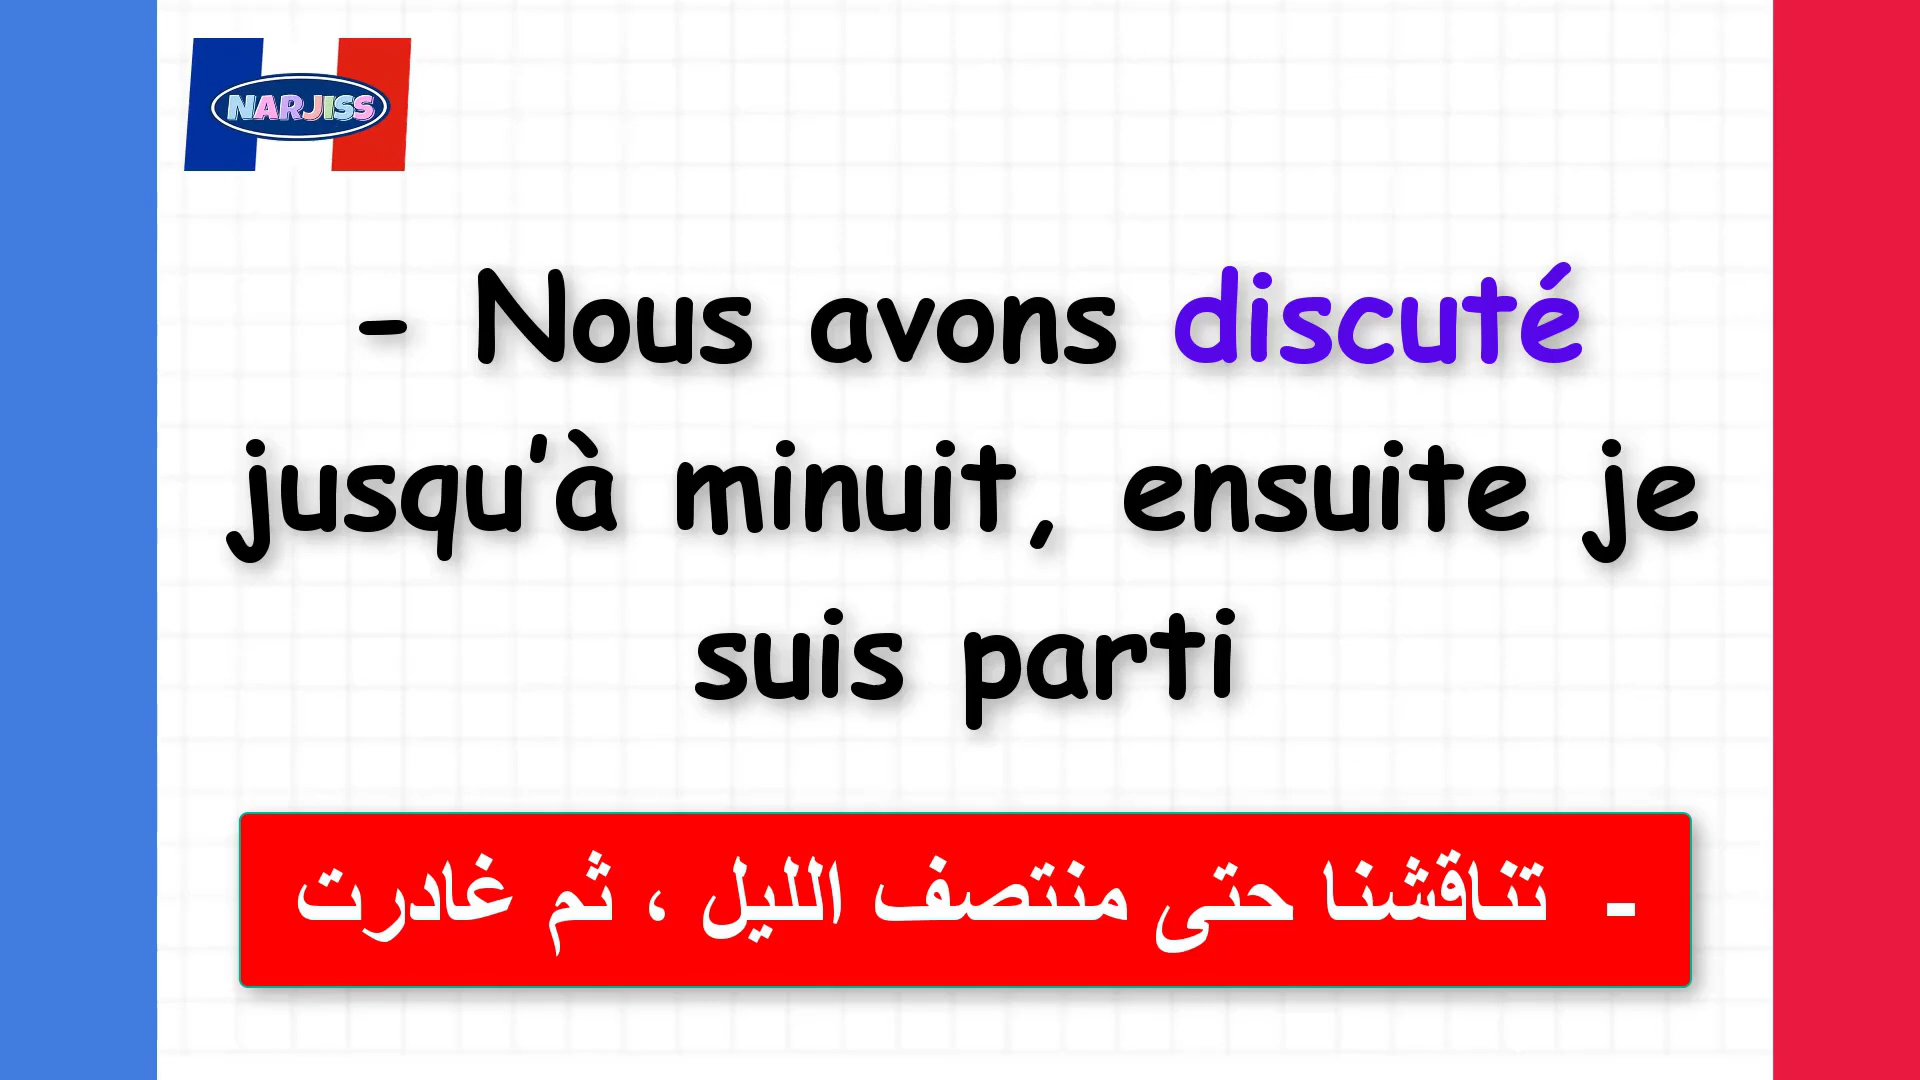 NARJISS
- Nous avons discuté
jusqu'à minuit, ensuite je
suis parti
- تناقشنا حتى منتصف الليل ، ثم غادرت